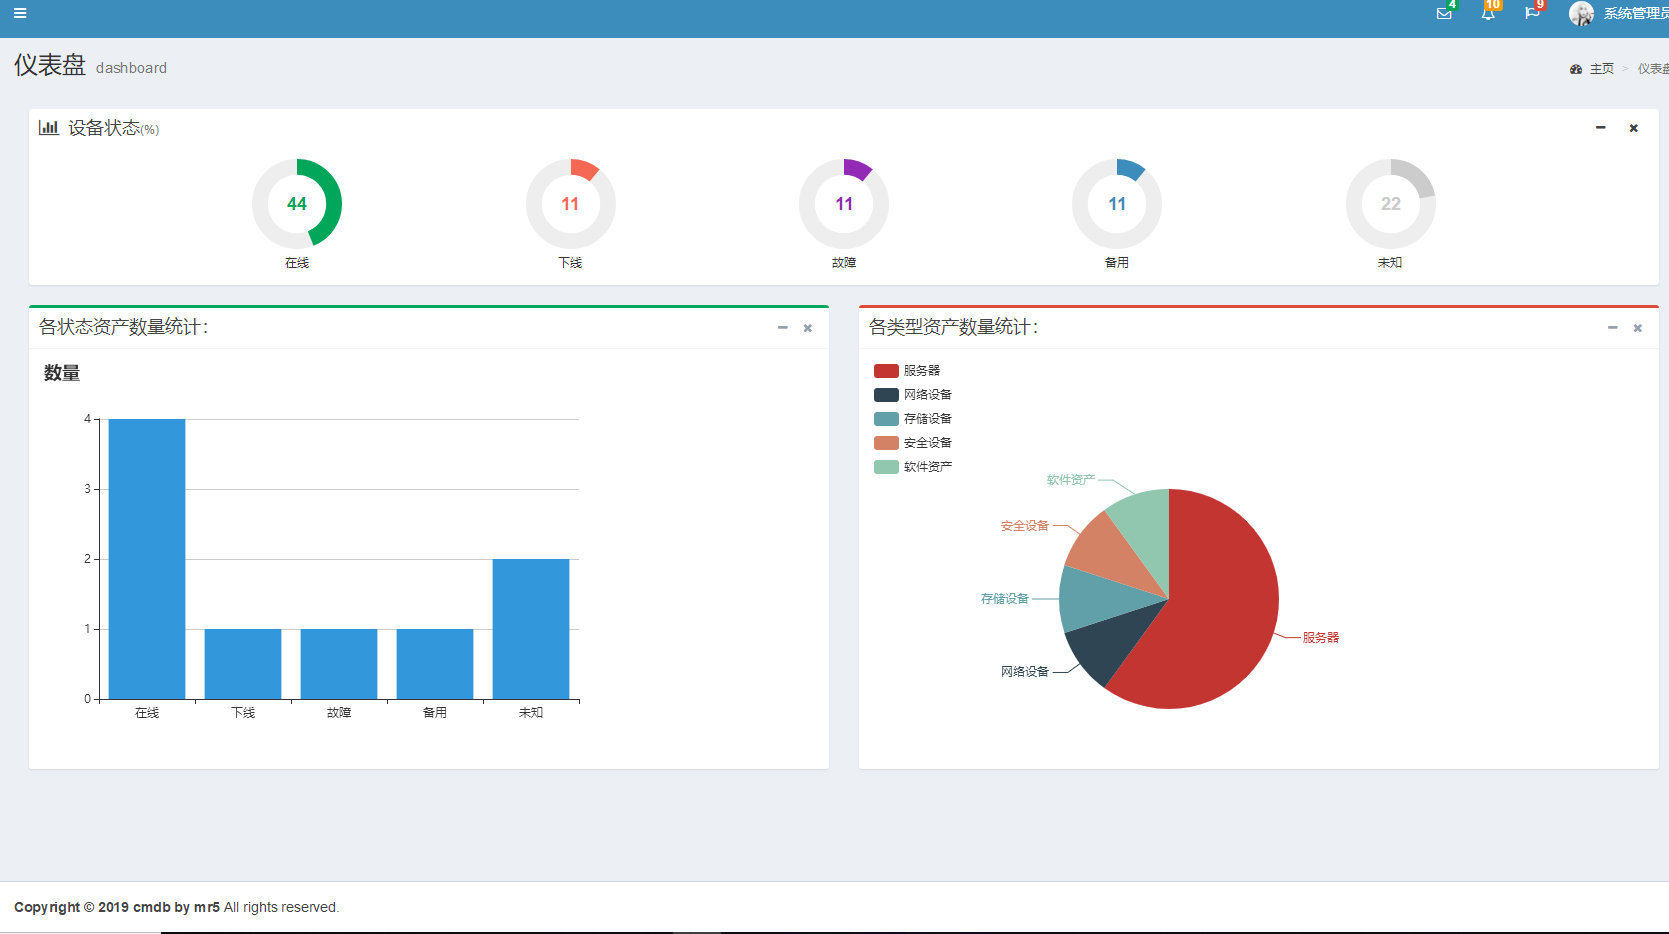 4 10 9 系统管理员
仪表盘 dashboard
主页 > 仪表盘
设备状态(%)
44 11 11 11 22
在线 下线 故障 备用 未知
各状态资产数量统计：
数量
4
3
2
1
0
在线 下线 故障 备用 未知
各类型资产数量统计：
服务器
网络设备
存储设备
安全设备
软件资产
软件资产
安全设备
存储设备
网络设备
服务器
Copyright © 2019 cmdb by mr5 All rights reserved.